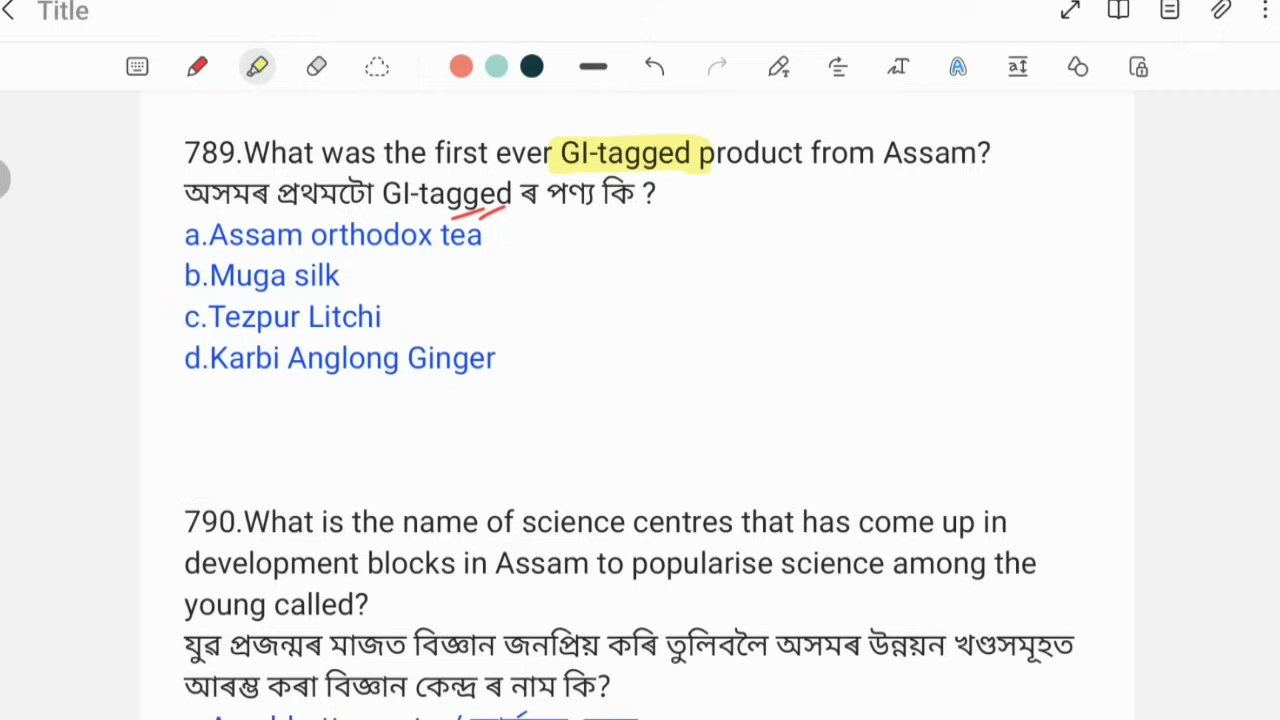 Title
789.What was the first ever GI-tagged product from Assam?
অসমৰ প্ৰথমটো GI-tagged ৰ পণ্য কি ?
a.Assam orthodox tea
b.Muga silk
c.Tezpur Litchi
d.Karbi Anglong Ginger
790.What is the name of science centres that has come up in
development blocks in Assam to popularise science among the
young called?
যুৱ প্ৰজন্মৰ মাজত বিজ্ঞান জনপ্ৰিয় কৰি তুলিবলৈ অসমৰ উন্নয়ন খণ্ডসমূহত
আৰম্ভ কৰা বিজ্ঞান কেন্দ্ৰ ৰ নাম কি?